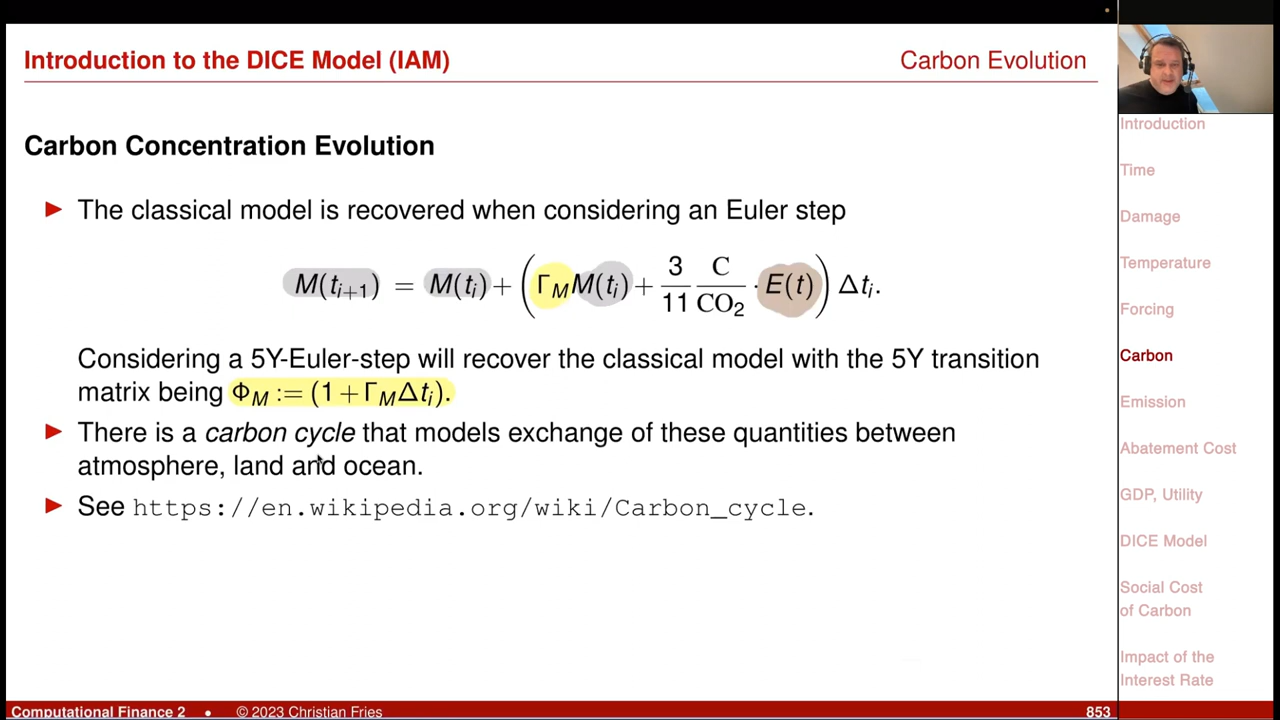 Introduction to the DICE Model (IAM)
Carbon Evolution
Carbon Concentration Evolution
▶ The classical model is recovered when considering an Euler step
M(t_{i+1}) = M(t_i) + (Γ_M M(t_i) + 3/11 C/CO₂ · E(t)) Δt_i.
Considering a 5Y-Euler-step will recover the classical model with the 5Y transition
matrix being Φ_M := (1 + Γ_M Δt_i).
▶ There is a carbon cycle that models exchange of these quantities between
atmosphere, land and ocean.
▶ See https://en.wikipedia.org/wiki/Carbon_cycle.
Introduction
Time
Damage
Temperature
Forcing
Carbon
Emission
Abatement Cost
GDP, Utility
DICE Model
Social Cost
of Carbon
Impact of the
Interest Rate
Computational Finance 2 • © 2023 Christian Fries
853